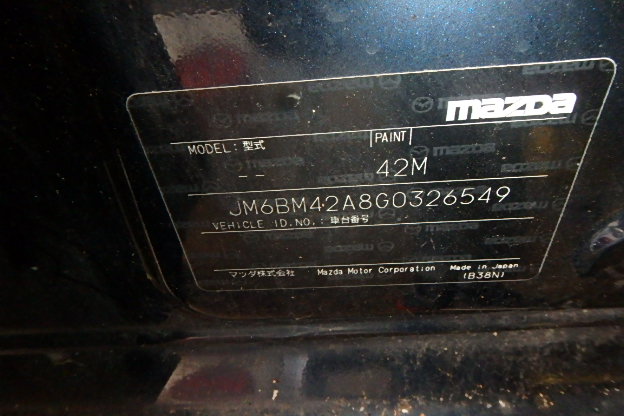 mazda
MODEL: 型式 PAINT
-- 42M
JM6BM42A8G0326549
VEHICLE ID.NO.: 車台番号
マツダ株式会社 Mazda Motor Corporation Made in Japan
(B38N)